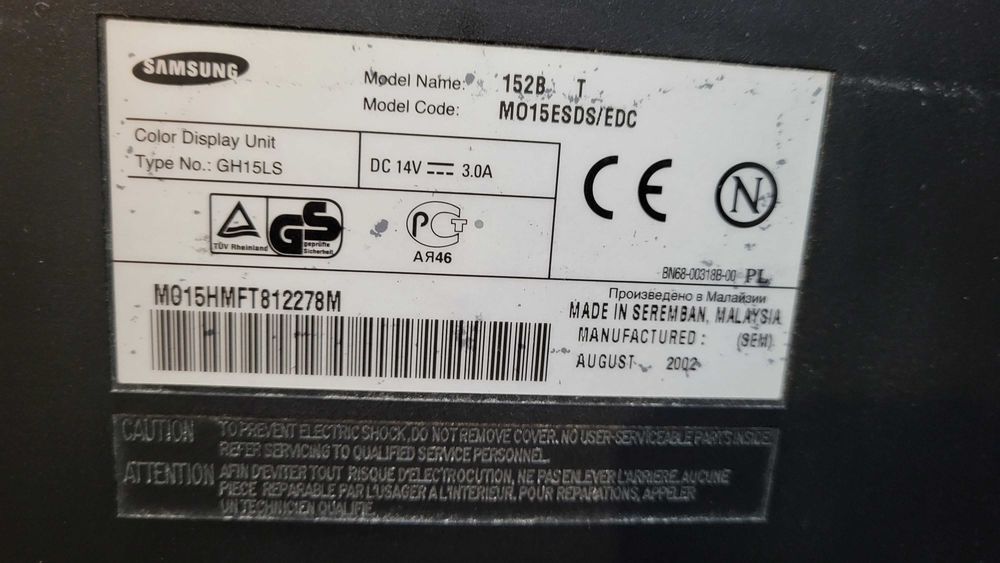 SAMSUNG
Model Name: 152B T
Model Code: MO15ESDS/EDC
Color Display Unit
Type No.: GH15LS
DC 14V 3.0A
CE
N
TÜV Rheinland
GS
geprüfte
Sicherheit
РСТ
АЯ46
BN68-00318B-00 PL
MO15HMFT812278M
Произведено в Малайзии
MADE IN SEREMBAN, MALAYSIA
MANUFACTURED : (SEM)
AUGUST 2002
CAUTION TO PREVENT ELECTRIC SHOCK, DO NOT REMOVE COVER. NO USER-SERVICEABLE PARTS INSIDE.
REFER SERVICING TO QUALIFIED SERVICE PERSONNEL.
ATTENTION AFIN D'EVITER TOUT RISQUE D'ELECTROCUTION, NE PAS ENLEVER L'ARRIERE. AUCUNE
PIECE REPARABLE PAR L'USAGER A L'INTERIEUR. POUR REPARATIONS, APPELER
UN TECHNICIEN QUALIFIE.